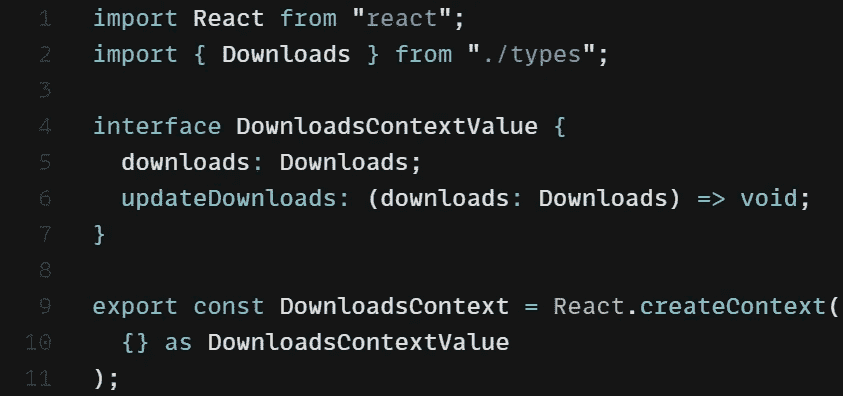 1 import React from "react";
2 import { Downloads } from "./types";
3
4 interface DownloadsContextValue {
5   downloads: Downloads;
6   updateDownloads: (downloads: Downloads) => void;
7 }
8
9 export const DownloadsContext = React.createContext(
10   {} as DownloadsContextValue
11 );